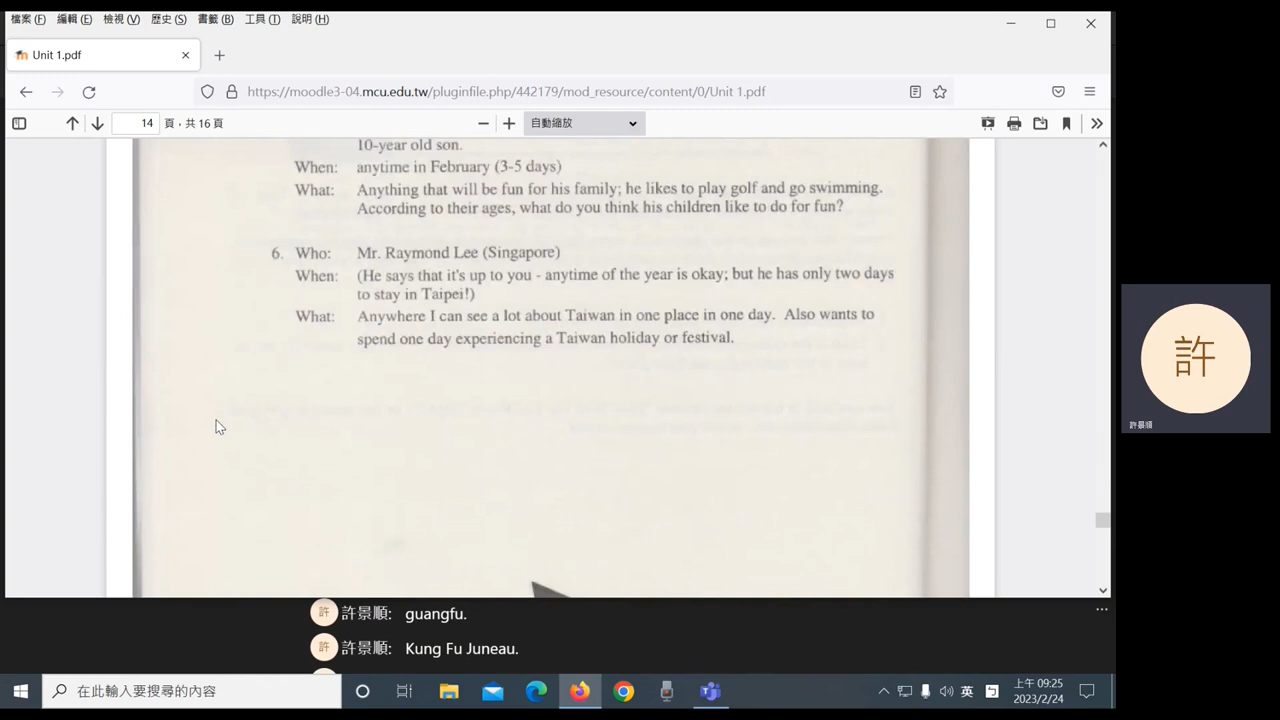 檔案 (F) 編輯 (E) 檢視 (V) 歷史 (S) 書籤 (B) 工具 (T) 說明 (H)
Unit 1.pdf
https://moodle3-04.mcu.edu.tw/pluginfile.php/442179/mod_resource/content/0/Unit 1.pdf
14 頁，共 16 頁 自動縮放
10-year old son.
When: anytime in February (3-5 days)
What: Anything that will be fun for his family; he likes to play golf and go swimming.
According to their ages, what do you think his children like to do for fun?
6. Who: Mr. Raymond Lee (Singapore)
When: (He says that it's up to you - anytime of the year is okay; but he has only two days
to stay in Taipei!)
What: Anywhere I can see a lot about Taiwan in one place in one day. Also wants to
spend one day experiencing a Taiwan holiday or festival.
許
許景順
許 許景順: guangfu.
許 許景順: Kung Fu Juneau.
在此輸入要搜尋的文字
英
上午 09:25
2023/2/24